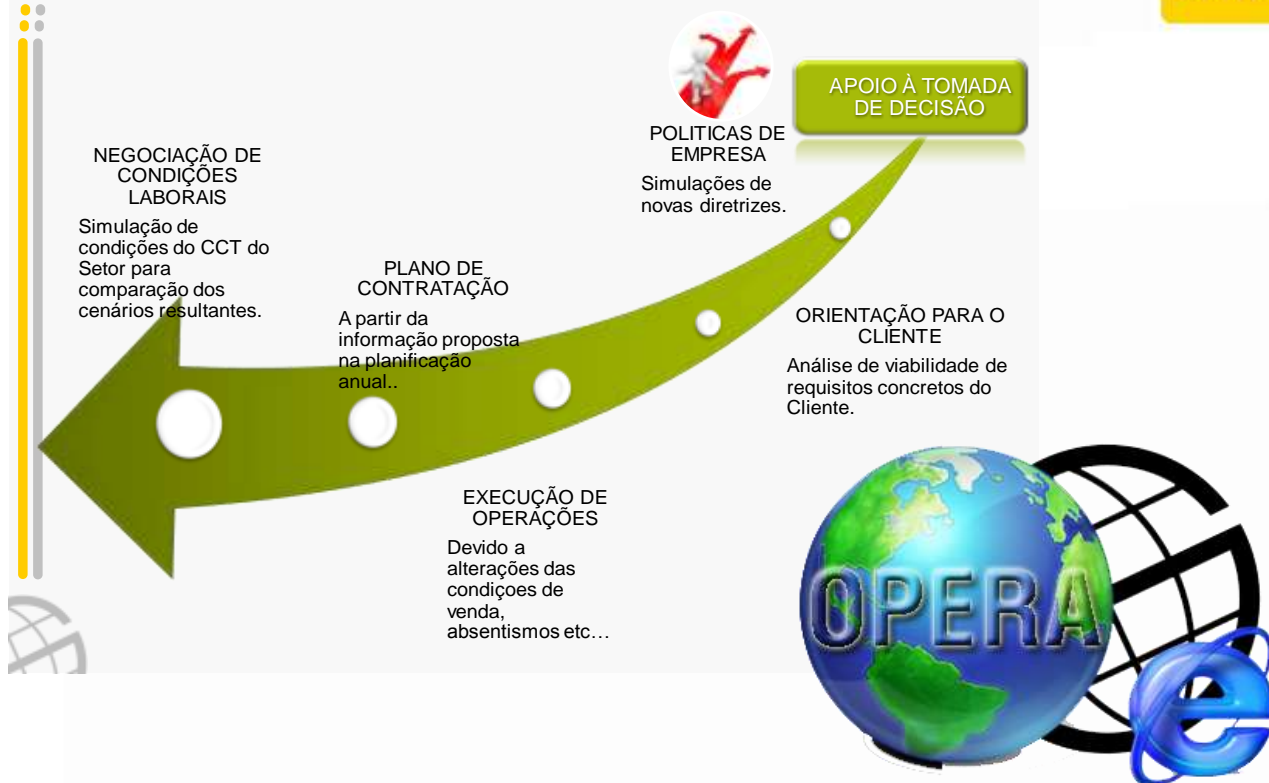 APOIO À TOMADA
DE DECISÃO
POLITICAS DE
EMPRESA
Simulações de
novas diretrizes.
NEGOCIAÇÃO DE
CONDIÇÕES
LABORAIS
Simulação de
condições do CCT do
Setor para
comparação dos
cenários resultantes.
PLANO DE
CONTRATAÇÃO
A partir da
informação proposta
na planificação
anual..
ORIENTAÇÃO PARA O
CLIENTE
Análise de viabilidade de
requisitos concretos do
Cliente.
EXECUÇÃO DE
OPERAÇÕES
Devido a
alterações das
condiçoes de
venda,
absentismos etc…
OPERA